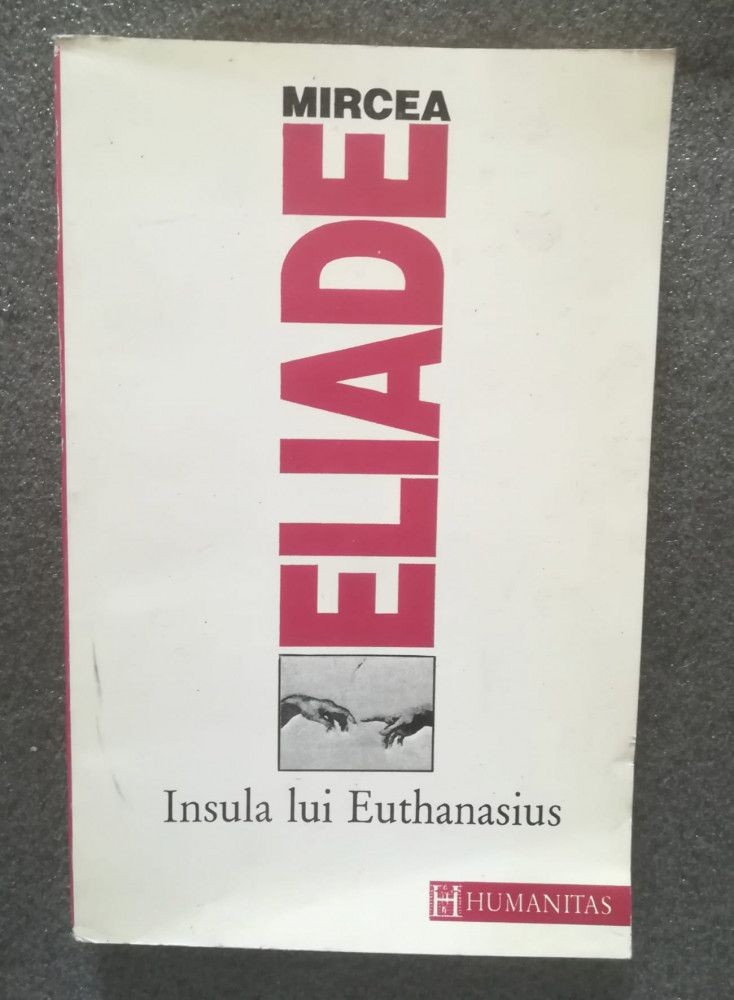 MIRCEA
ELIADE
Insula lui Euthanasius
H HUMANITAS